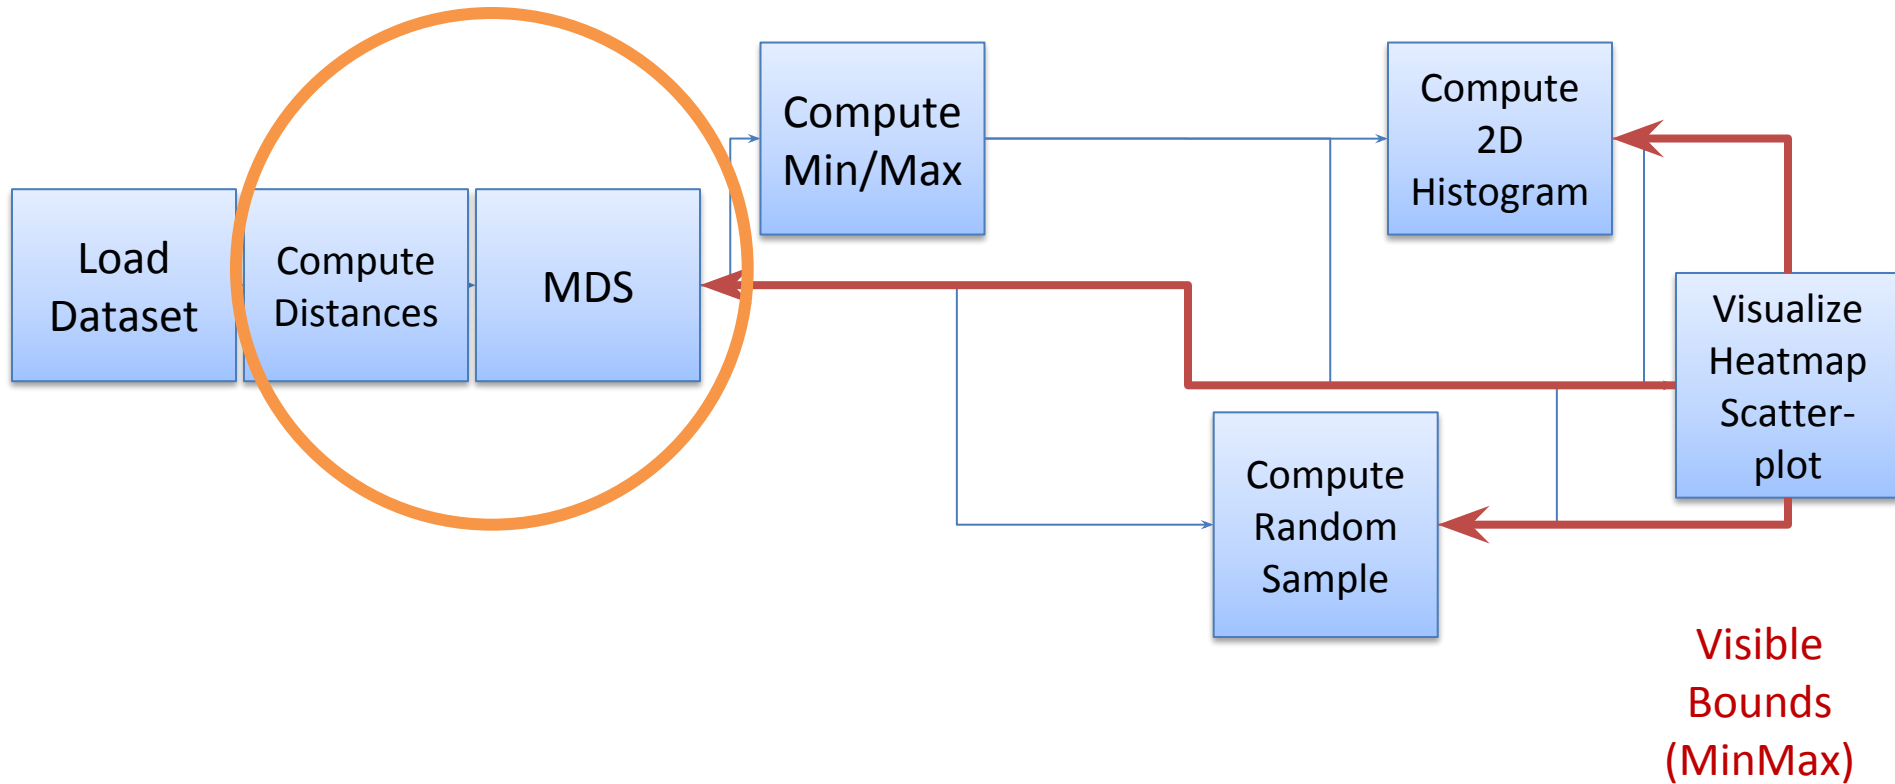 Load
Dataset
Compute
Distances
MDS
Compute
Min/Max
Compute
2D
Histogram
Compute
Random
Sample
Visualize
Heatmap
Scatter-
plot
Visible
Bounds
(MinMax)